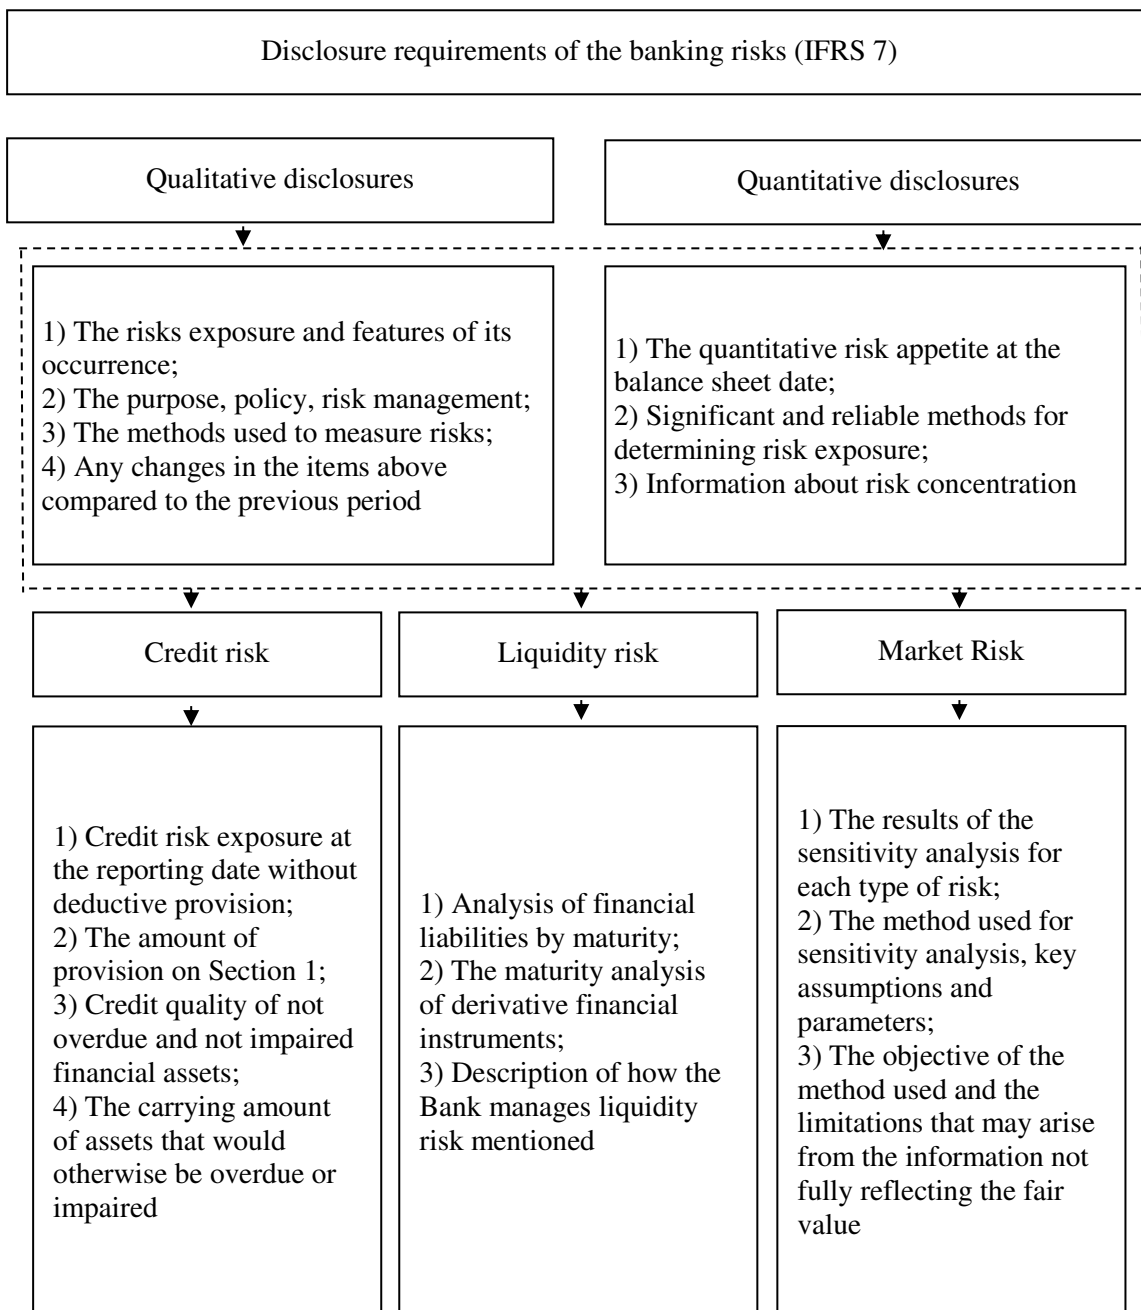 Disclosure requirements of the banking risks (IFRS 7)
Qualitative disclosures
Quantitative disclosures
1) The risks exposure and features of its
occurrence;
2) The purpose, policy, risk management;
3) The methods used to measure risks;
4) Any changes in the items above
compared to the previous period
1) The quantitative risk appetite at the
balance sheet date;
2) Significant and reliable methods for
determining risk exposure;
3) Information about risk concentration
Credit risk
Liquidity risk
Market Risk
1) Credit risk exposure at
the reporting date without
deductive provision;
2) The amount of
provision on Section 1;
3) Credit quality of not
overdue and not impaired
financial assets;
4) The carrying amount
of assets that would
otherwise be overdue or
impaired
1) Analysis of financial
liabilities by maturity;
2) The maturity analysis
of derivative financial
instruments;
3) Description of how the
Bank manages liquidity
risk mentioned
1) The results of the
sensitivity analysis for
each type of risk;
2) The method used for
sensitivity analysis, key
assumptions and
parameters;
3) The objective of the
method used and the
limitations that may arise
from the information not
fully reflecting the fair
value